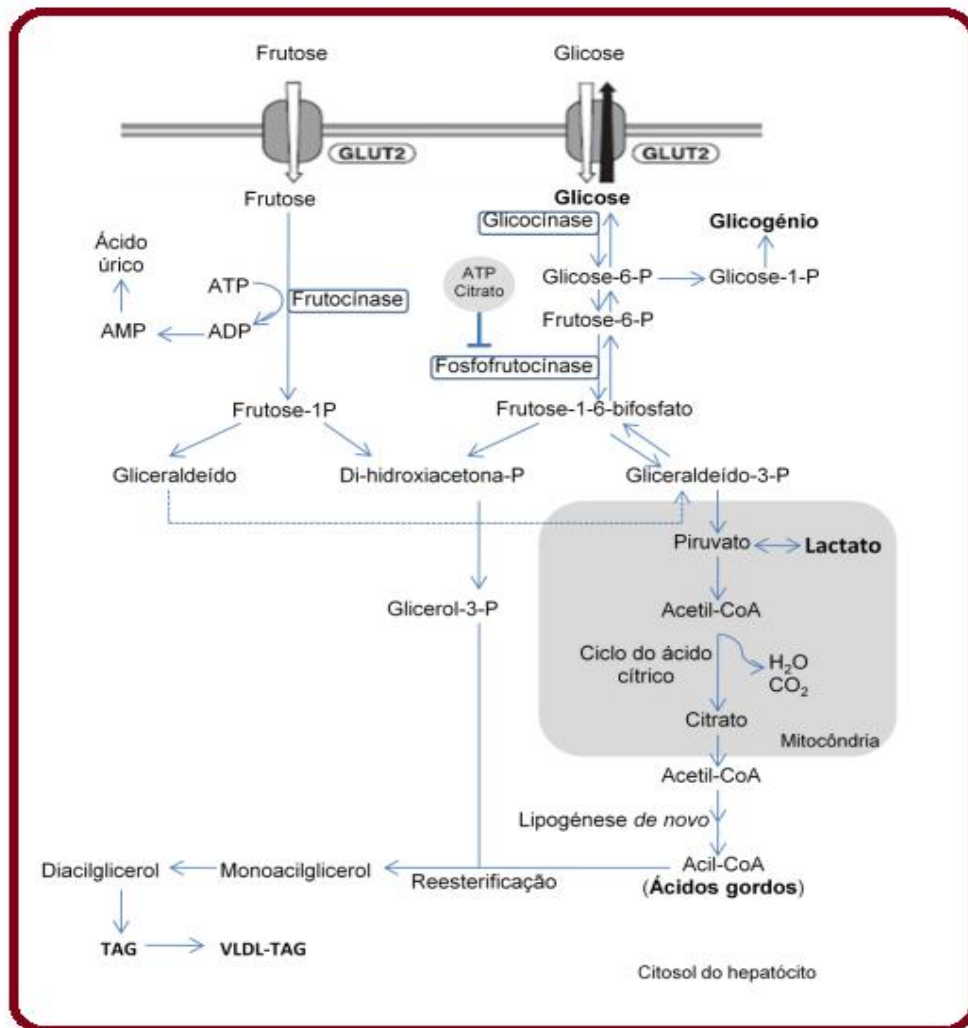 Frutose
Glicose
GLUT2
GLUT2
Frutose
Glicose
Glicocínase
Glicogénio
Ácido
úrico
ATP
Citrato
Glicose-6-P
Glicose-1-P
ATP
Frutocínase
Frutose-6-P
AMP
ADP
Fosfofrutocínase
Frutose-1P
Frutose-1-6-bifosfato
Gliceraldeído
Di-hidroxiacetona-P
Gliceraldeído-3-P
Piruvato
Lactato
Glicerol-3-P
Acetil-CoA
Ciclo do ácido
cítrico
H₂O
CO₂
Citrato
Mitocôndria
Acetil-CoA
Lipogénese de novo
Diacilglicerol
Monoacilglicerol
Reesterificação
Acil-CoA
(Ácidos gordos)
TAG
VLDL-TAG
Citosol do hepatócito